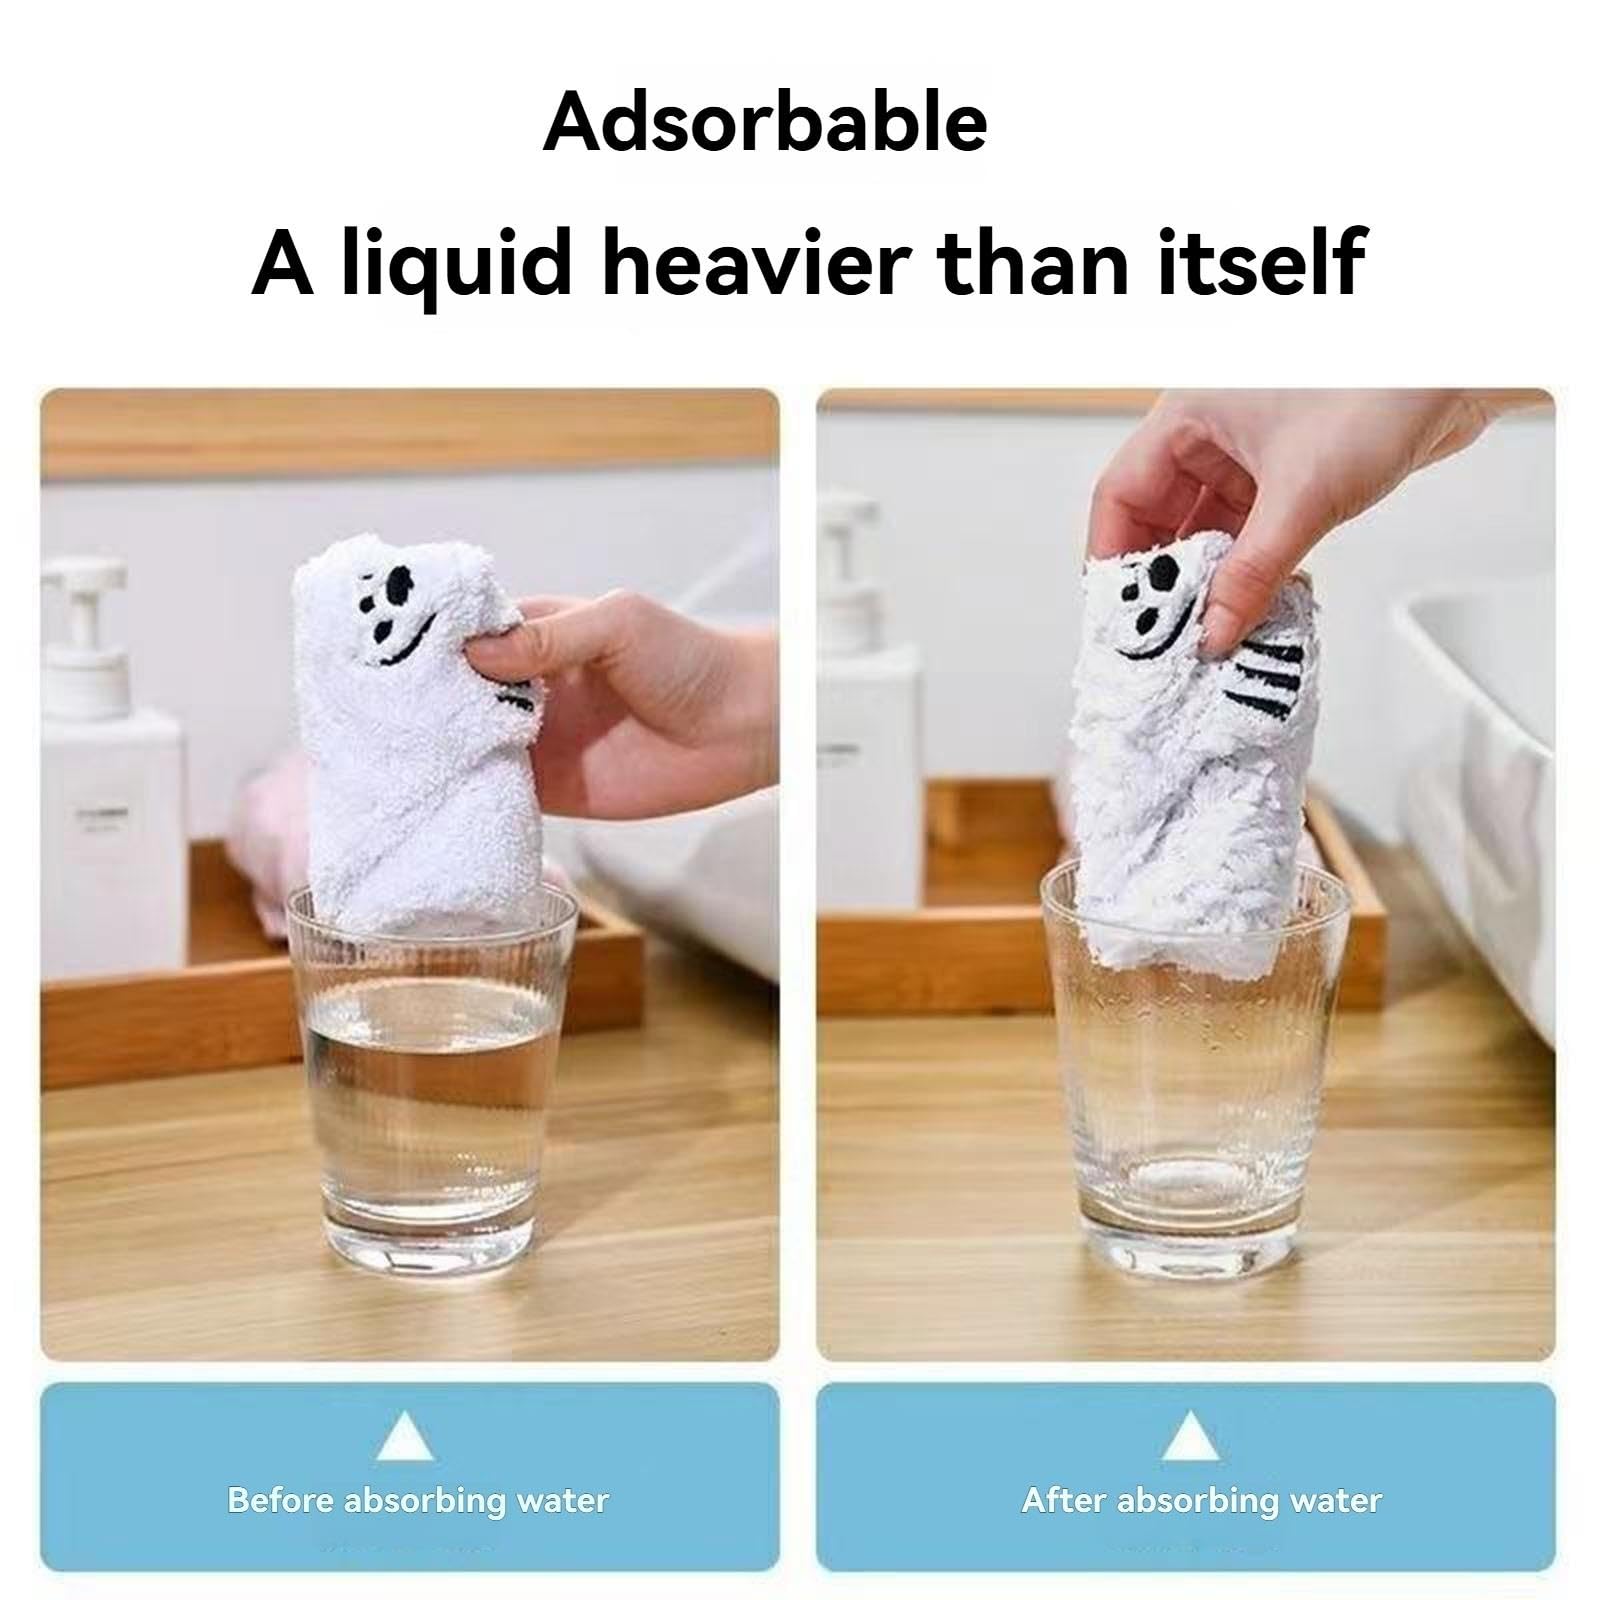 Adsorbable
A liquid heavier than itself
Before absorbing water
After absorbing water